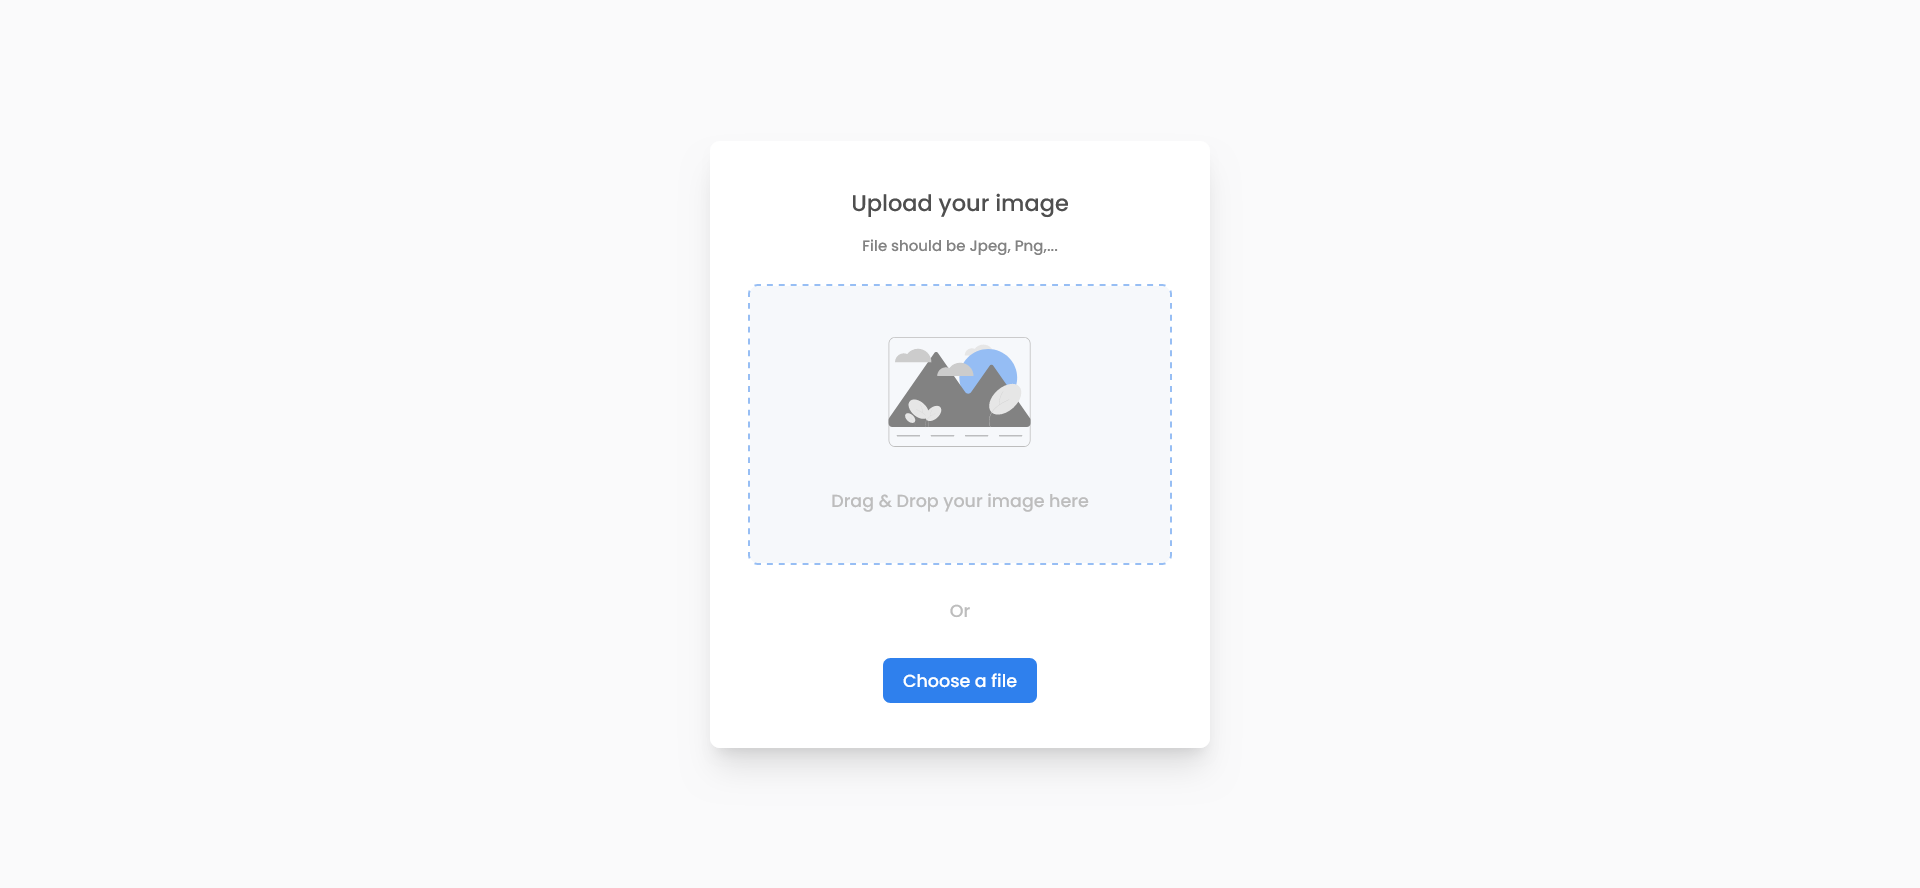 Upload your image
File should be Jpeg, Png,...
Drag & Drop your image here
Or
Choose a file